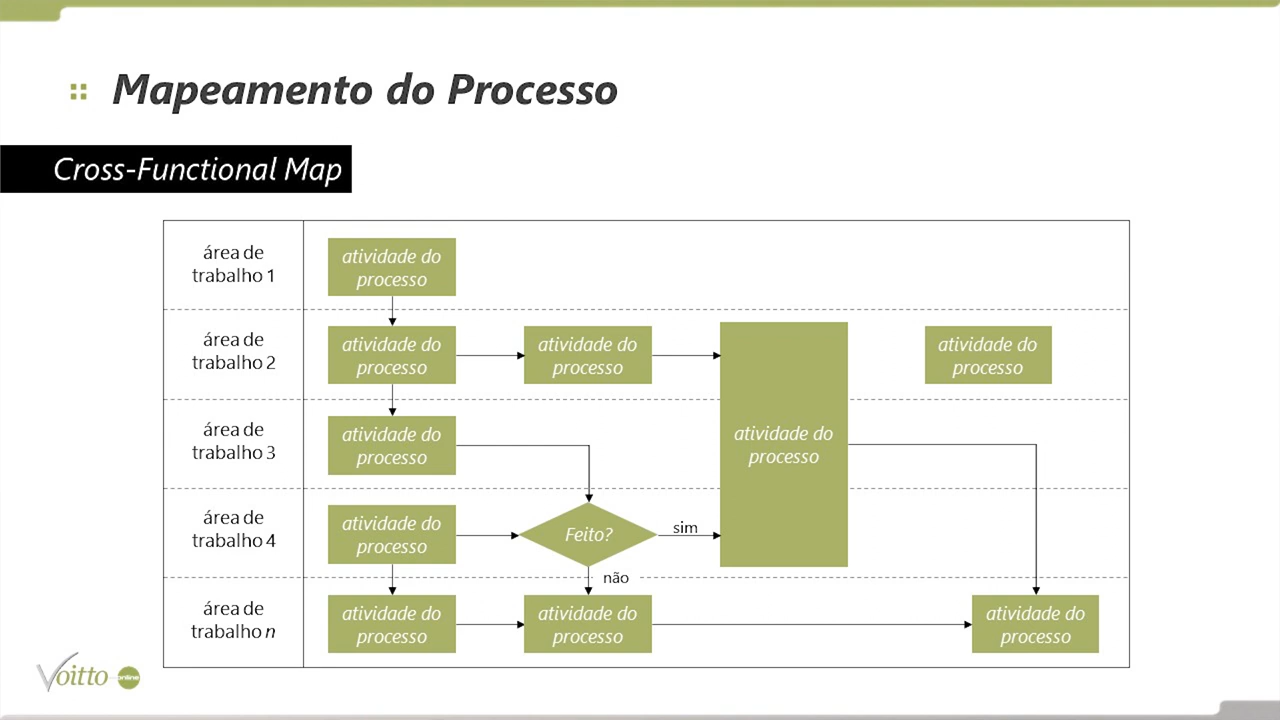 Mapeamento do Processo
Cross-Functional Map
área de
trabalho 1
atividade do
processo
área de
trabalho 2
atividade do
processo
atividade do
processo
atividade do
processo
atividade do
processo
área de
trabalho 3
atividade do
processo
área de
trabalho 4
atividade do
processo
Feito?
sim
não
área de
trabalho n
atividade do
processo
atividade do
processo
atividade do
processo
Voitto online